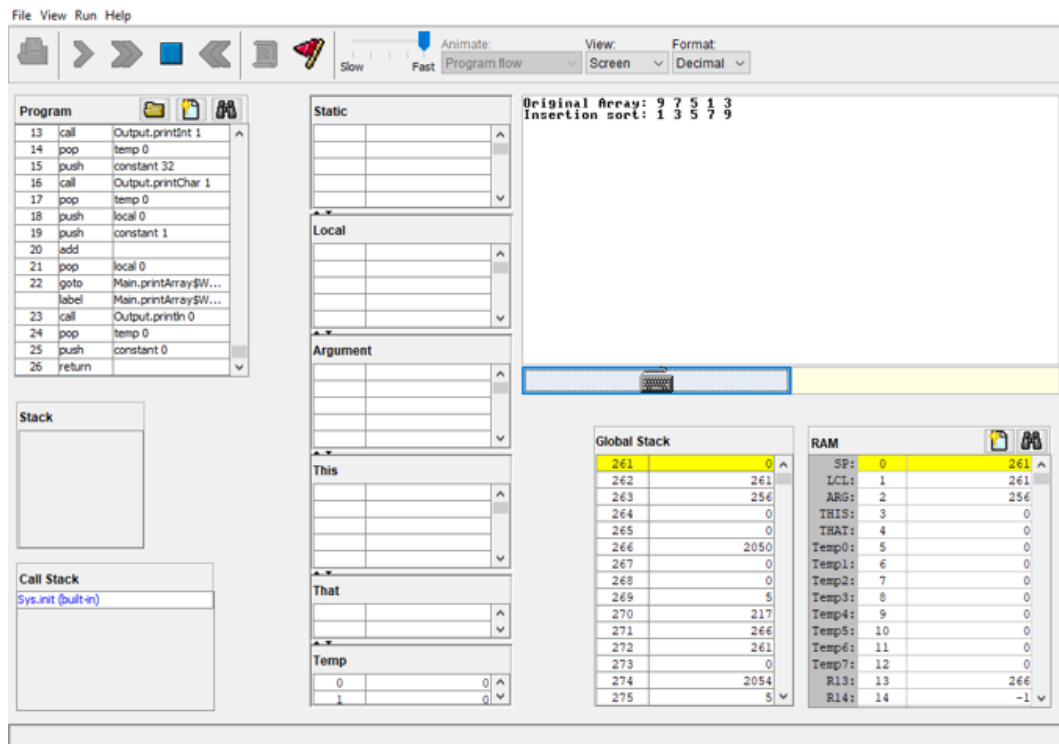 File View Run Help
Slow Fast
Animate:
Program flow
View:
Screen
Format:
Decimal
Program
13 call Output.printInt 1
14 pop temp 0
15 push constant 32
16 call Output.printChar 1
17 pop temp 0
18 push local 0
19 push constant 1
20 add
21 pop local 0
22 goto Main.printArray$W...
label Main.printArray$W...
23 call Output.println 0
24 pop temp 0
25 push constant 0
26 return
Stack
Call Stack
Sys.init (built-in)
Static
Local
Argument
This
That
Temp
0 0
1 0
Original Array: 9 7 5 1 3
Insertion sort: 1 3 5 7 9
Global Stack
261 0
262 261
263 256
264 0
265 0
266 2050
267 0
268 0
269 5
270 217
271 266
272 261
273 0
274 2054
275 5
RAM
SP: 0 261
LCL: 1 261
ARG: 2 256
THIS: 3 0
THAT: 4 0
Temp0: 5 0
Temp1: 6 0
Temp2: 7 0
Temp3: 8 0
Temp4: 9 0
Temp5: 10 0
Temp6: 11 0
Temp7: 12 0
R13: 13 266
R14: 14 -1